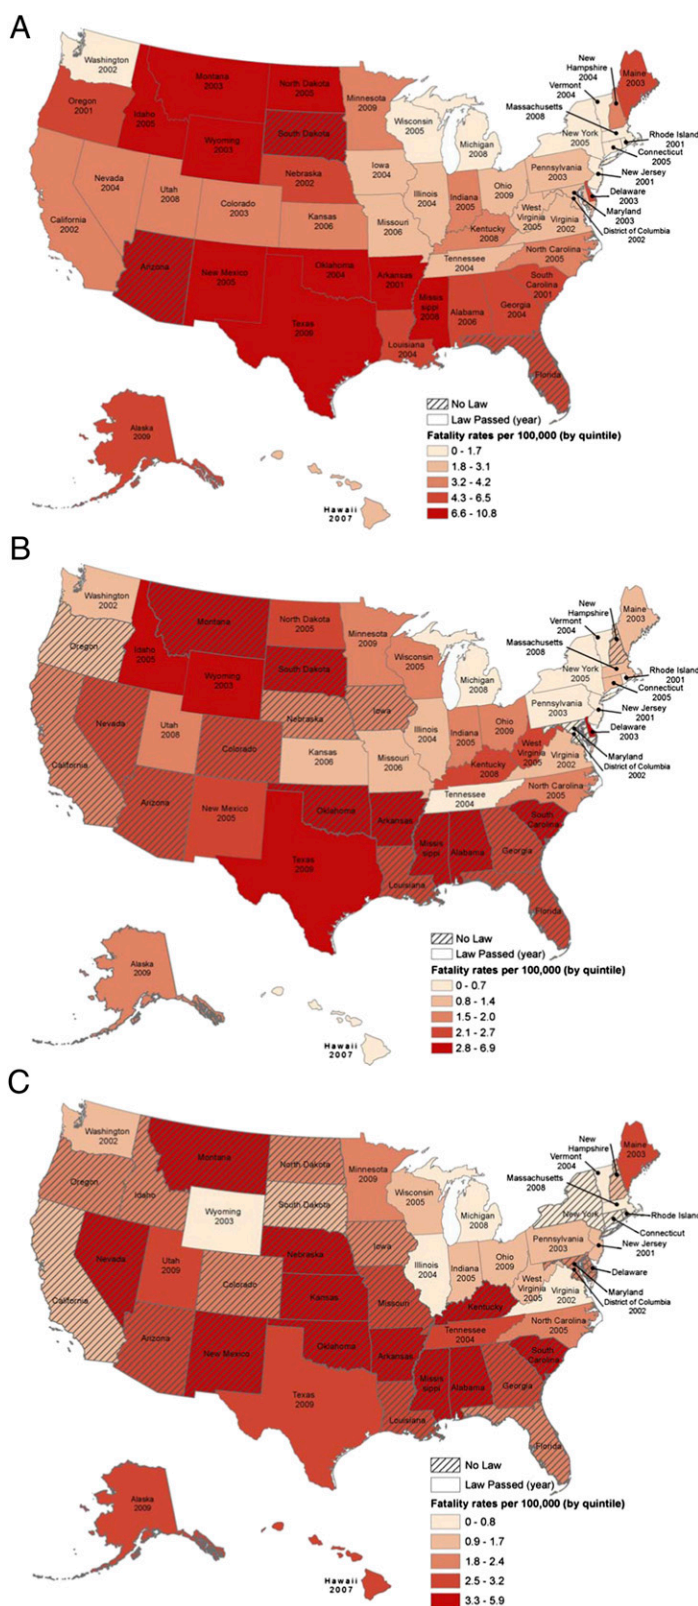 A
Washington
2002
Montana
2003
North Dakota
2005
Minnesota
2009
Oregon
2001
Idaho
2005
Wyoming
2003
South Dakota
Wisconsin
2005
Michigan
2008
New
Hampshire
2004
Maine
2003
Vermont
2004
Massachusetts
2008
New York
2005
Rhode Island
2001
Connecticut
2005
New Jersey
2001
Pennsylvania
2003
Delaware
2003
Maryland
2003
District of Columbia
2002
Nevada
2004
California
2002
Utah
2008
Colorado
2003
Nebraska
2002
Kansas
2006
Iowa
2004
Missouri
2006
Illinois
2004
Indiana
2005
Ohio
2009
West
Virginia
2005
Virginia
2002
Kentucky
2008
North Carolina
2005
Tennessee
2004
South
Carolina
2001
Arizona
New Mexico
2005
Oklahoma
2004
Arkansas
2001
Missis
sippi
Alabama
2006
Georgia
2004
Texas
Louisiana
2004
Florida
Alaska
2009
Hawaii
2007
No Law
Law Passed (year)
Fatality rates per 100,000 (by quintile)
0 - 1.7
1.8 - 3.1
3.2 - 4.2
4.3 - 6.5
6.6 - 10.8
B
Washington
2002
Montana
North Dakota
2005
Minnesota
2009
Oregon
Idaho
2005
Wyoming
2003
South Dakota
Wisconsin
2005
Michigan
2008
New
Hampshire
Maine
2003
Vermont
2004
Massachusetts
2008
New York
2005
Rhode Island
2001
Connecticut
2005
New Jersey
2001
Pennsylvania
2003
Delaware
2003
Maryland
District of Columbia
2002
Nevada
California
Utah
2008
Colorado
Nebraska
Kansas
2006
Iowa
Missouri
2006
Illinois
2004
Indiana
2005
Ohio
2009
West
Virginia
2005
Virginia
2002
Kentucky
2008
North Carolina
2005
Tennessee
2004
South
Carolina
Arizona
New Mexico
2005
Oklahoma
Arkansas
Missis
sippi
Alabama
Georgia
Texas
Louisiana
Florida
Alaska
2009
Hawaii
2007
No Law
Law Passed (year)
Fatality rates per 100,000 (by quintile)
0 - 0.7
0.8 - 1.4
1.5 - 2.0
2.1 - 2.7
2.8 - 6.9
C
Washington
2002
Montana
North Dakota
Minnesota
2009
Oregon
Idaho
Wyoming
2003
South Dakota
Wisconsin
2005
Michigan
2008
New
Hampshire
Maine
2003
Vermont
2004
Massachusetts
2008
New York
Rhode Island
Connecticut
New Jersey
2001
Pennsylvania
2003
Delaware
Maryland
District of Columbia
2002
Nevada
California
Utah
2009
Colorado
Nebraska
Kansas
Iowa
Missouri
Illinois
2004
Indiana
2005
Ohio
2009
West
Virginia
2005
Virginia
2002
Kentucky
North Carolina
2005
Tennessee
2004
South
Carolina
Arizona
New Mexico
Oklahoma
Arkansas
Missis
sippi
Alabama
Georgia
Texas
2009
Louisiana
Florida
Alaska
2009
Hawaii
2007
No Law
Law Passed (year)
Fatality rates per 100,000 (by quintile)
0 - 0.8
0.9 - 1.7
1.8 - 2.4
2.5 - 3.2
3.3 - 5.9